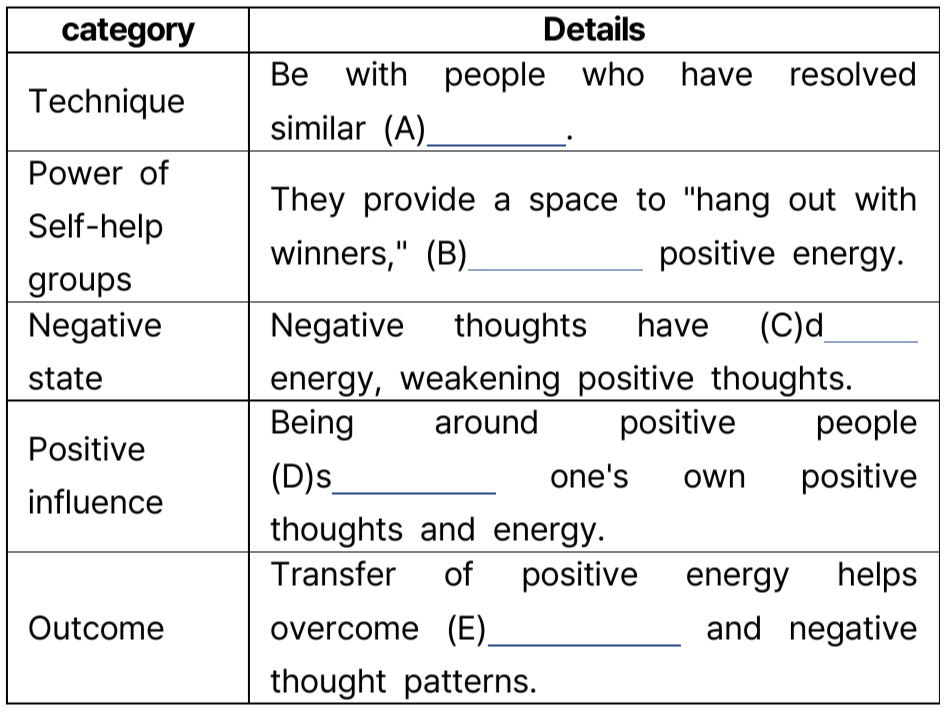 category Details
Technique
Be with people who have resolved
similar (A)__________.
Power of
Self-help
groups
They provide a space to "hang out with
winners," (B)____________ positive energy.
Negative
state
Negative thoughts have (C)d______
energy, weakening positive thoughts.
Positive
influence
Being around positive people
(D)s___________ one's own positive
thoughts and energy.
Outcome
Transfer of positive energy helps
overcome (E)_____________ and negative
thought patterns.